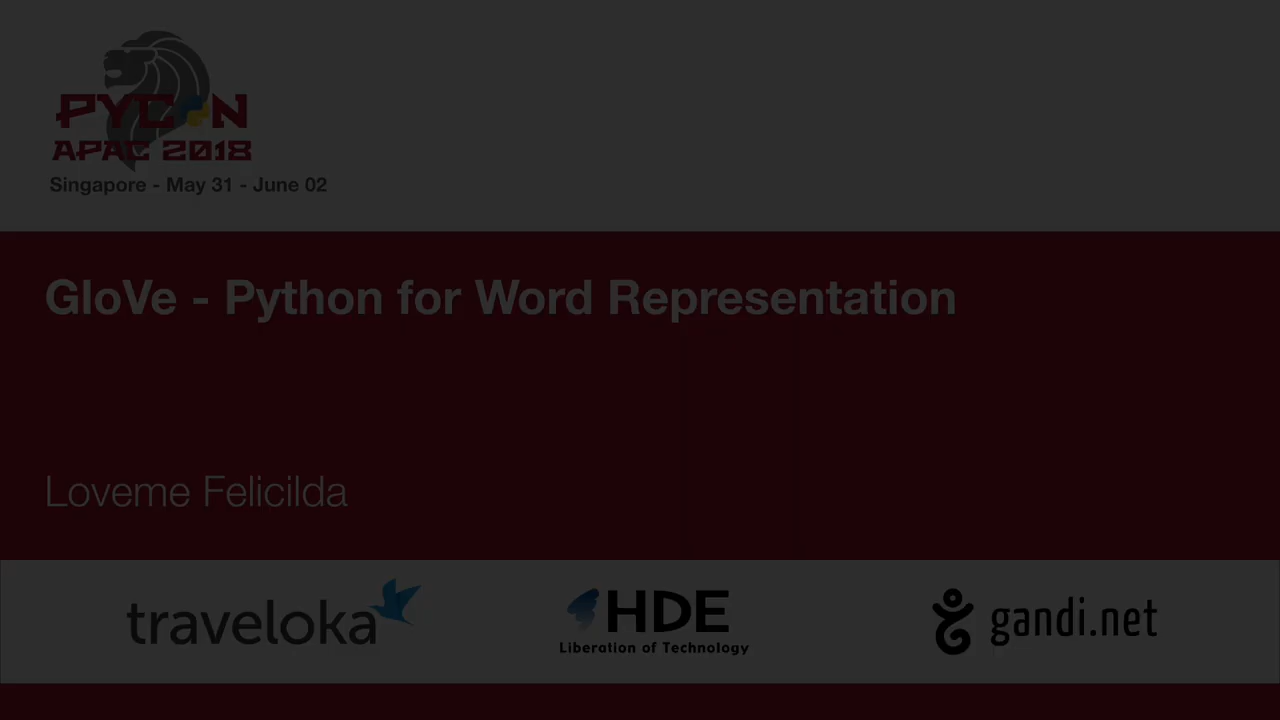 PYCON
APAC 2018
Singapore - May 31 - June 02
GloVe - Python for Word Representation
Loveme Felicilda
traveloka
HDE
Liberation of Technology
gandi.net